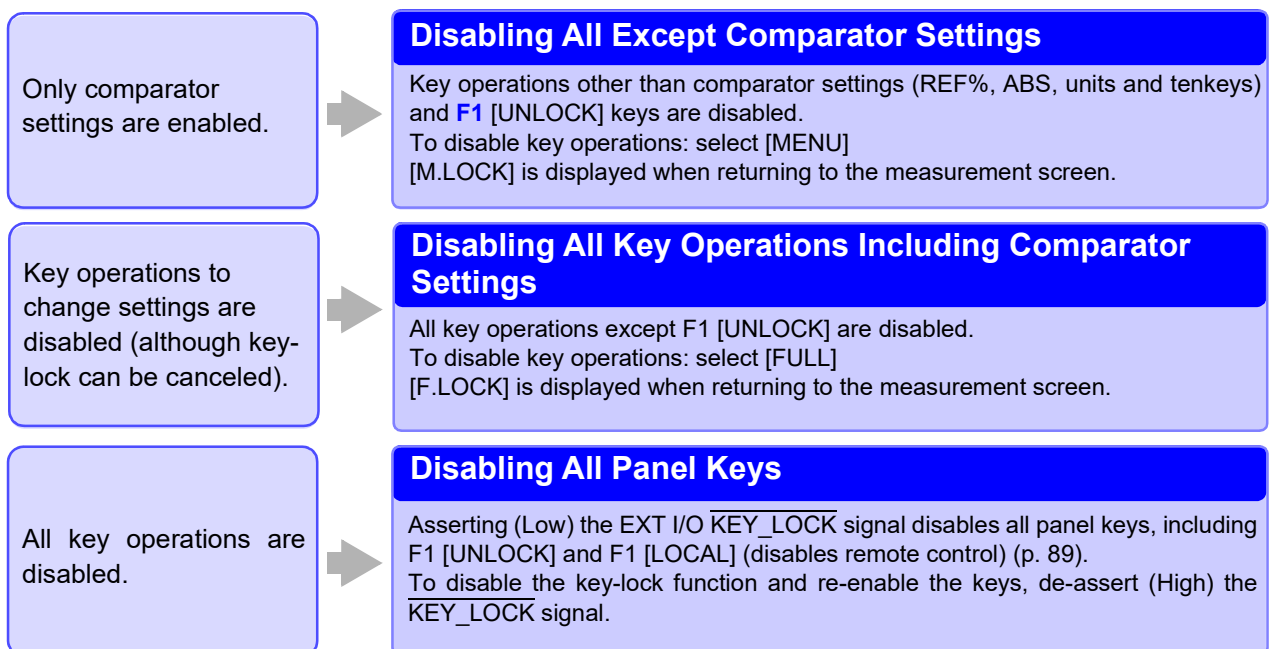 Only comparator
settings are enabled.
Disabling All Except Comparator Settings
Key operations other than comparator settings (REF%, ABS, units and tenkeys)
and F1 [UNLOCK] keys are disabled.
To disable key operations: select [MENU]
[M.LOCK] is displayed when returning to the measurement screen.
Key operations to
change settings are
disabled (although key-
lock can be canceled).
Disabling All Key Operations Including Comparator
Settings
All key operations except F1 [UNLOCK] are disabled.
To disable key operations: select [FULL]
[F.LOCK] is displayed when returning to the measurement screen.
All key operations are
disabled.
Disabling All Panel Keys
Asserting (Low) the EXT I/O KEY_LOCK signal disables all panel keys, including
F1 [UNLOCK] and F1 [LOCAL] (disables remote control) (p. 89).
To disable the key-lock function and re-enable the keys, de-assert (High) the
KEY_LOCK signal.